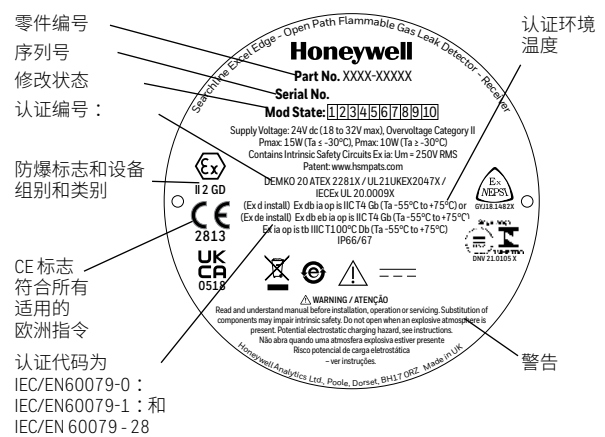 零件编号
序列号
修改状态
认证编号：
防爆标志和设备
组别和类别
CE 标志
符合所有
适用的
欧洲指令
认证代码为
IEC/EN60079-0：
IEC/EN60079-1：和
IEC/EN 60079 - 28
Searchline Excel Edge - Open Path Flammable Gas Leak Detector - Receiver
Honeywell
Part No. XXXX-XXXXX
Serial No.
Mod State: 1 2 3 4 5 6 7 8 9 10
Supply Voltage: 24V dc (18 to 32V max), Overvoltage Category II
Pmax: 15W (Ta ≤ -30°C), Pmax: 10W (Ta ≥ -30°C)
Contains Intrinsic Safety Circuits Ex ia: Um = 250V RMS
Patent: www.hsmpats.com
DEMKO 20 ATEX 2281X / UL21UKEX2047X /
IECEx UL 20.0009X
(Ex d install) Ex db ia op is IIC T4 Gb (Ta -55°C to +75°C) or
(Ex de install) Ex db eb ia op is IIC T4 Gb (Ta -55°C to +75°C)
Ex ia op is tb IIIC T100°C Db (Ta -55°C to +75°C)
IP66/67
Ex
II 2 GD
CE
2813
UK
CA
0518
Ex
NEPSI
GYJ18.1482X
DNV 21.0105 X
WARNING / ATENÇÃO
Read and understand manual before installation, operation or servicing. Substitution of
components may impair intrinsic safety. Do not open when an explosive atmosphere is
present. Potential electrostatic charging hazard, see instructions.
Não abra quando uma atmosfera explosiva estiver presente
Risco potencial de carga eletrostática
– ver instruções.
Honeywell Analytics Ltd., Poole, Dorset, BH17 0RZ Made in UK
认证环境
温度
警告